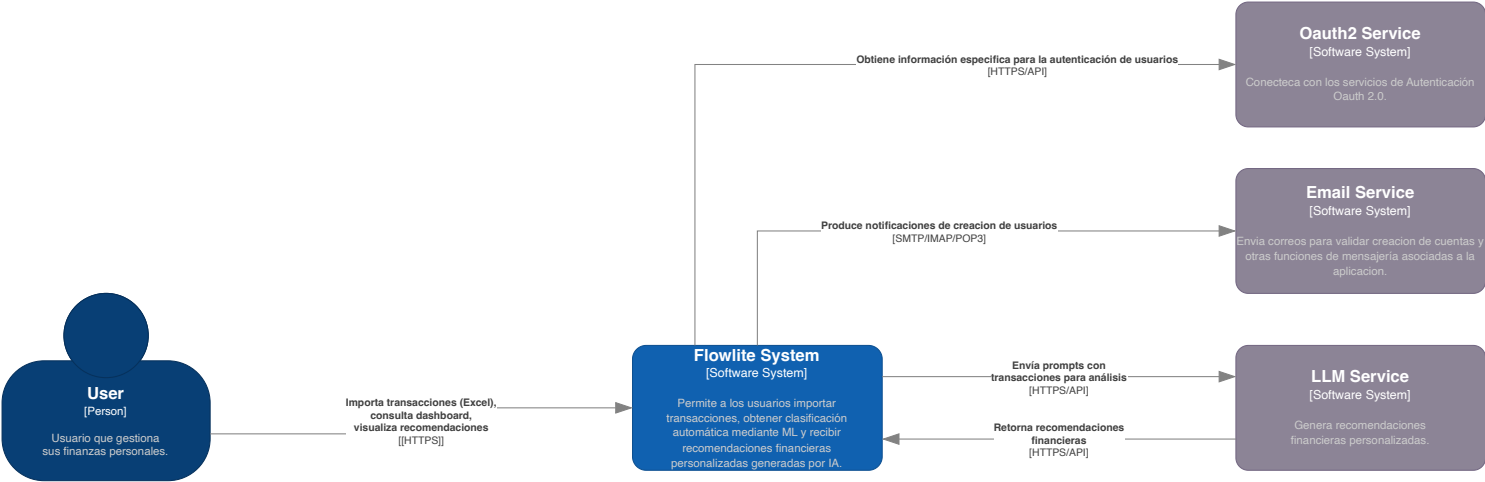 Oauth2 Service
[Software System]
Conecteca con los servicios de Autenticación
Oauth 2.0.
Obtiene información especifica para la autenticación de usuarios
[HTTPS/API]
Email Service
[Software System]
Envia correos para validar creacion de cuentas y
otras funciones de mensajería asociadas a la
aplicacion.
Produce notificaciones de creacion de usuarios
[SMTP/IMAP/POP3]
User
[Person]
Usuario que gestiona
sus finanzas personales.
Importa transacciones (Excel),
consulta dashboard,
visualiza recomendaciones
[[HTTPS]]
Flowlite System
[Software System]
Permite a los usuarios importar
transacciones, obtener clasificación
automática mediante ML y recibir
recomendaciones financieras
personalizadas generadas por IA.
Envía prompts con
transacciones para análisis
[HTTPS/API]
Retorna recomendaciones
financieras
[HTTPS/API]
LLM Service
[Software System]
Genera recomendaciones
financieras personalizadas.